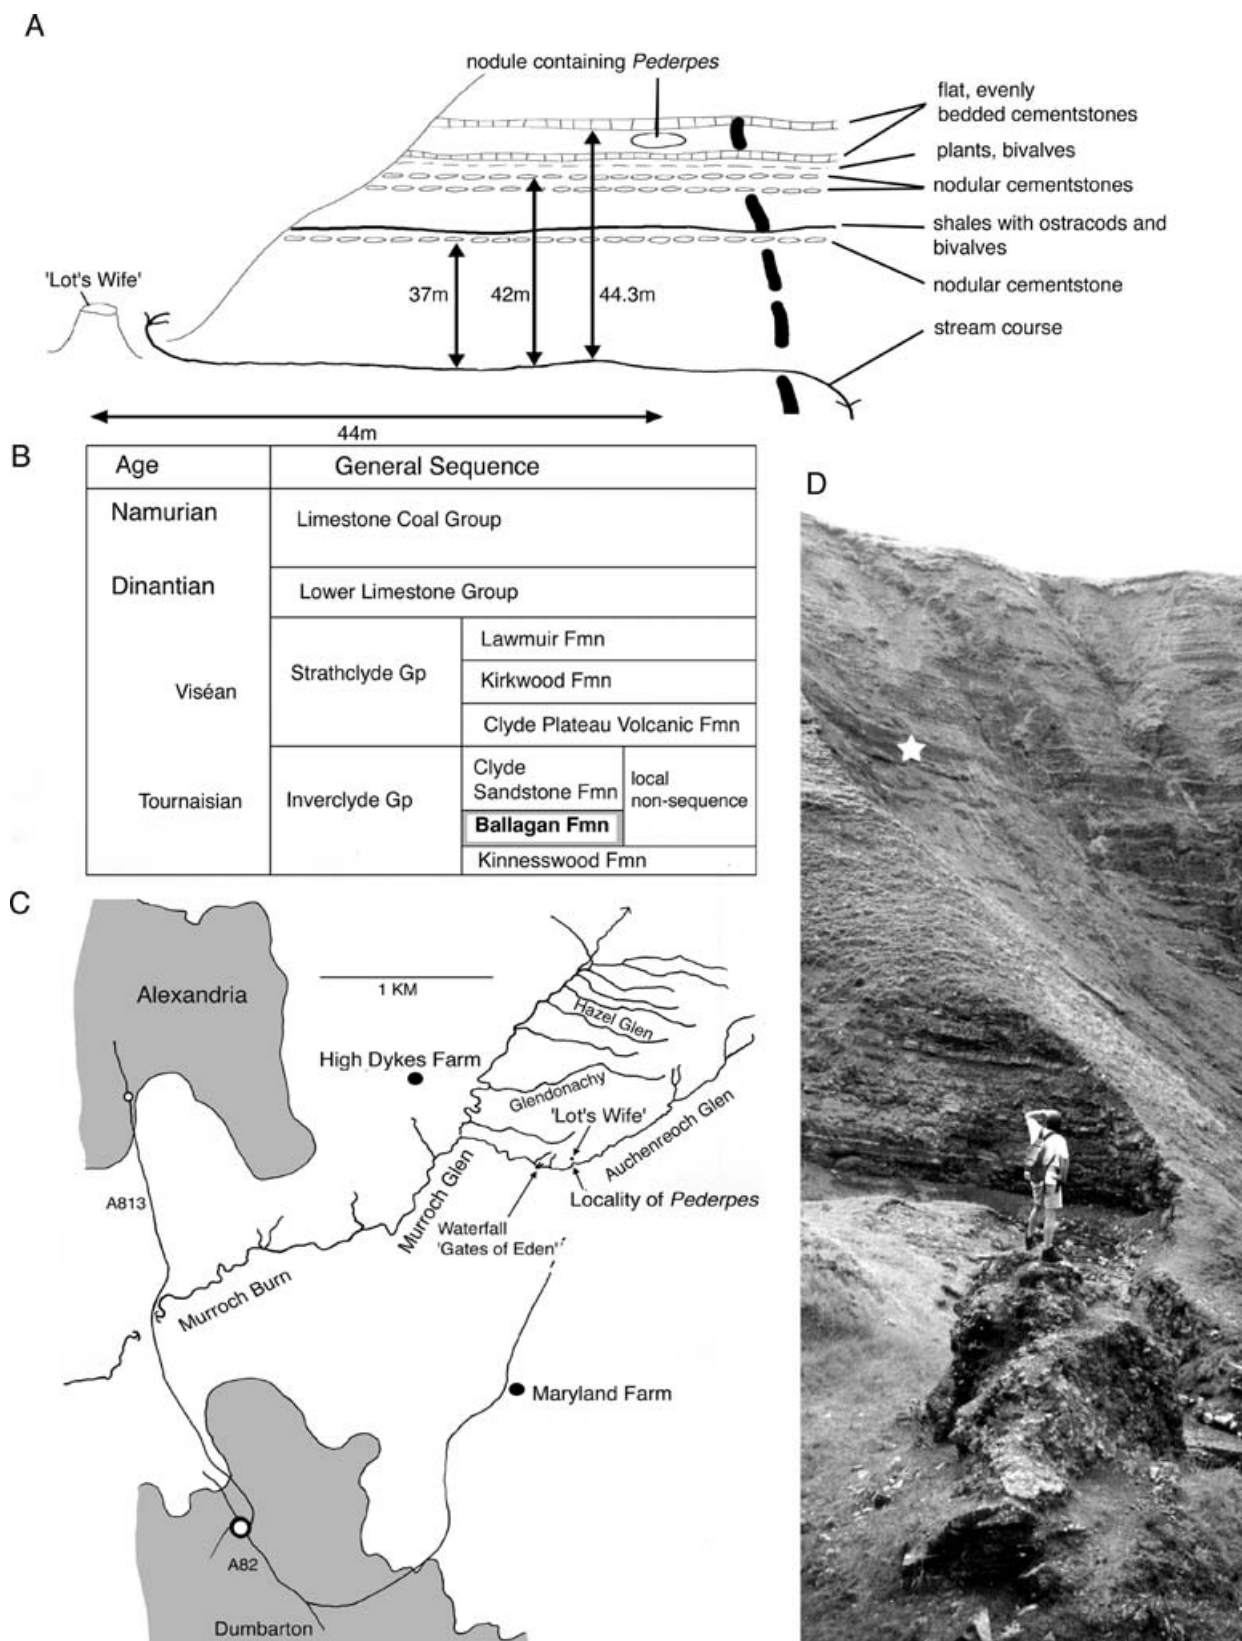 A
nodule containing Pederpes
flat, evenly
bedded cementstones
plants, bivalves
nodular cementstones
shales with ostracods and
bivalves
nodular cementstone
stream course
'Lot's Wife'
37m
42m
44.3m
44m
B
Age
General Sequence
Namurian
Limestone Coal Group
Dinantian
Lower Limestone Group
Viséan
Strathclyde Gp
Lawmuir Fmn
Kirkwood Fmn
Clyde Plateau Volcanic Fmn
Tournaisian
Inverclyde Gp
Clyde
Sandstone Fmn
local
non-sequence
Ballagan Fmn
Kinnesswood Fmn
C
Alexandria
1 KM
Hazel Glen
High Dykes Farm
Glendonachy
'Lot's Wife'
Auchenreoch Glen
A813
Murroch Glen
Locality of Pederpes
Waterfall
'Gates of Eden'
Murroch Burn
Maryland Farm
A82
Dumbarton
D